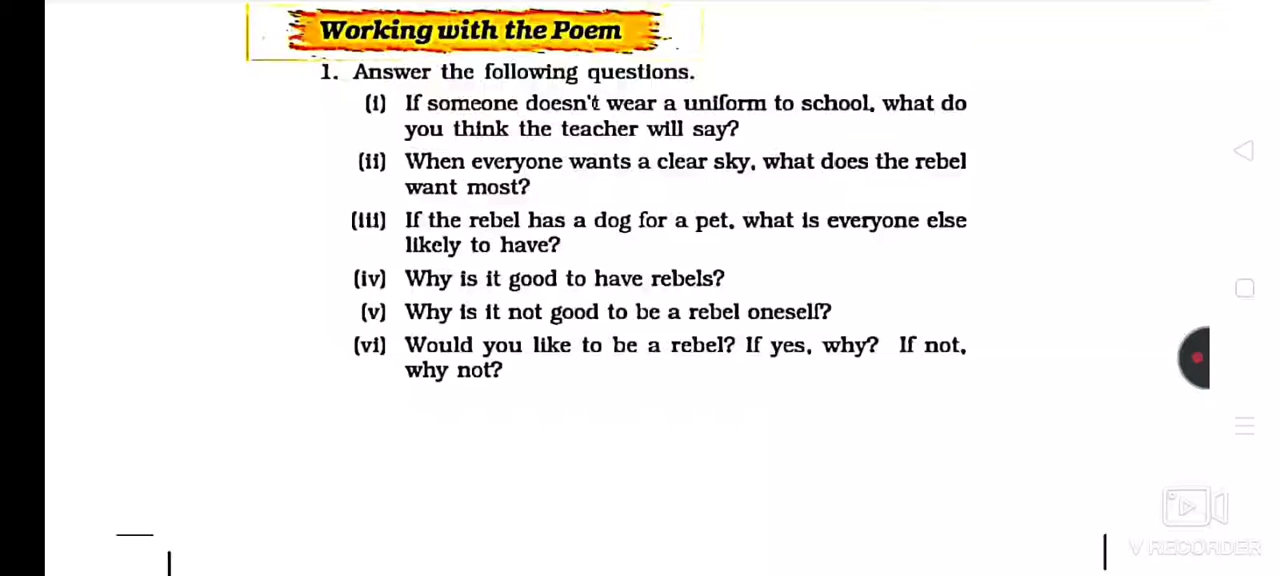 Working with the Poem
1. Answer the following questions.
(i) If someone doesn't wear a uniform to school, what do
you think the teacher will say?
(ii) When everyone wants a clear sky, what does the rebel
want most?
(iii) If the rebel has a dog for a pet, what is everyone else
likely to have?
(iv) Why is it good to have rebels?
(v) Why is it not good to be a rebel oneself?
(vi) Would you like to be a rebel? If yes, why? If not,
why not?
V RECORDER